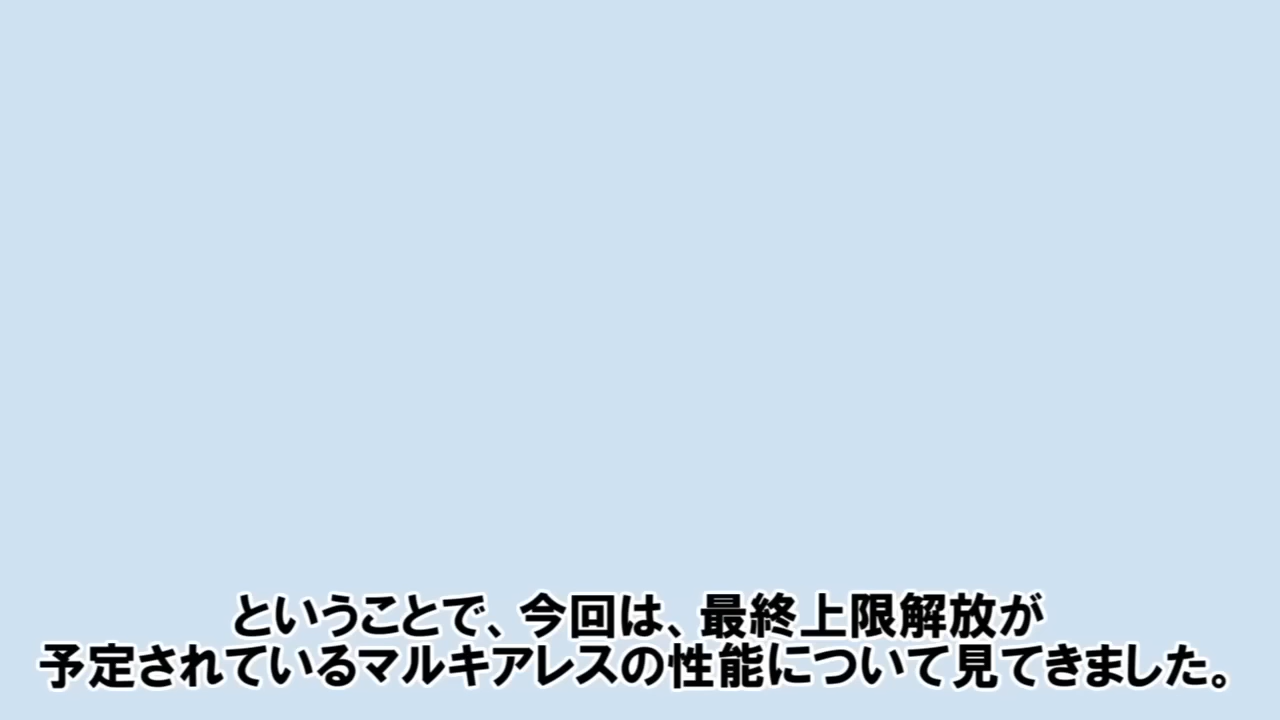 ということで、今回は、最終上限解放が
予定されているマルキアレスの性能について見てきました。